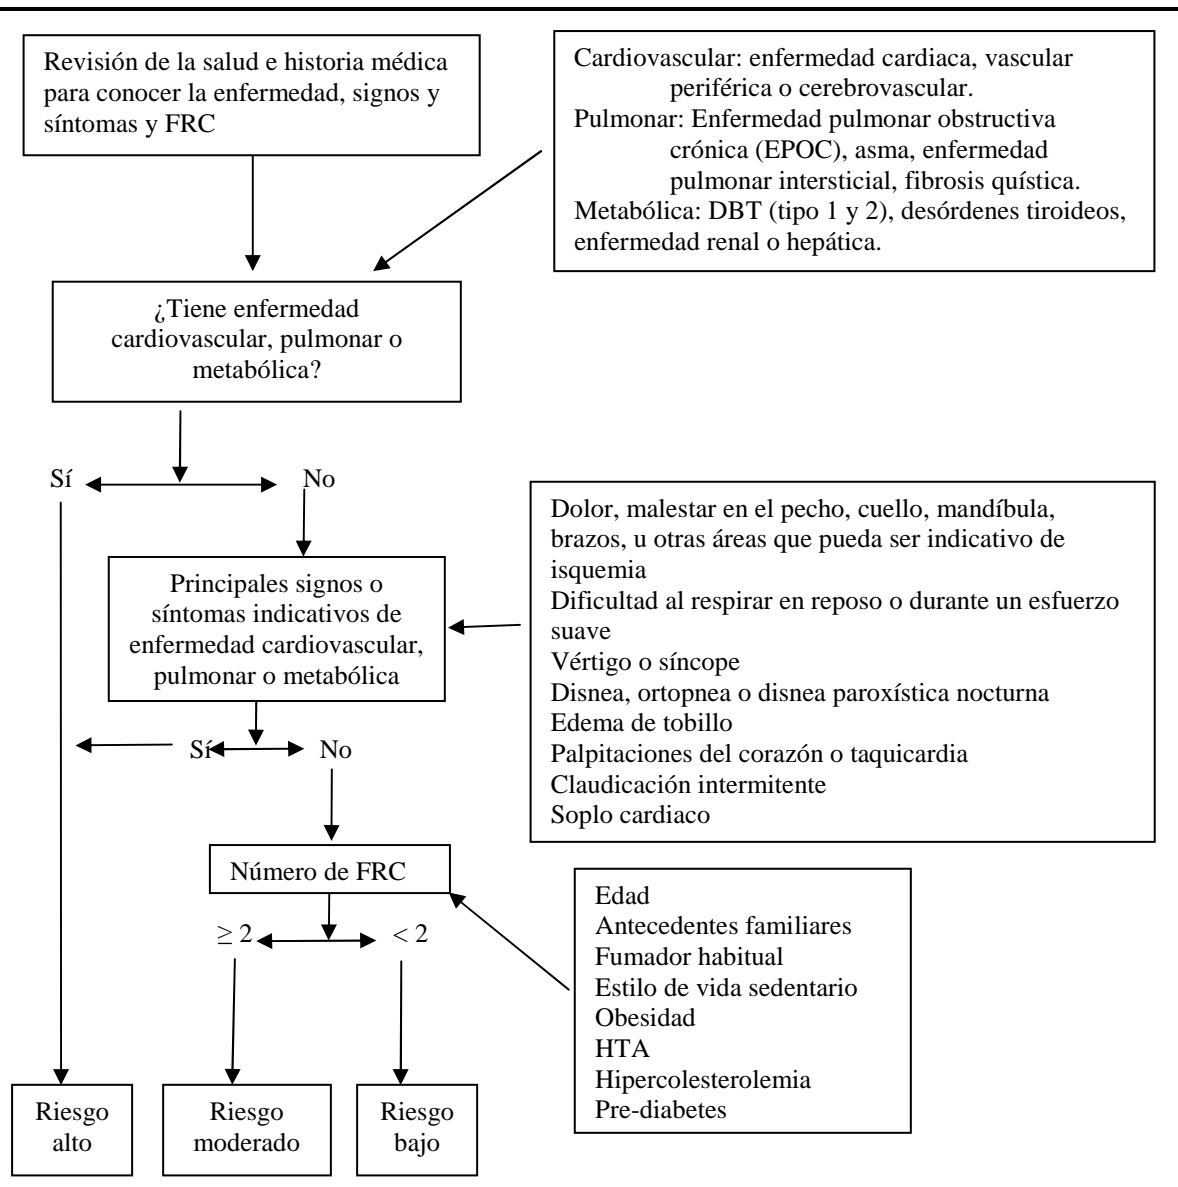 Revisión de la salud e historia médica
para conocer la enfermedad, signos y
síntomas y FRC
Cardiovascular: enfermedad cardiaca, vascular
periférica o cerebrovascular.
Pulmonar: Enfermedad pulmonar obstructiva
crónica (EPOC), asma, enfermedad
pulmonar intersticial, fibrosis quística.
Metabólica: DBT (tipo 1 y 2), desórdenes tiroideos,
enfermedad renal o hepática.
¿Tiene enfermedad
cardiovascular, pulmonar o
metabólica?
Sí No
Principales signos o
síntomas indicativos de
enfermedad cardiovascular,
pulmonar o metabólica
Dolor, malestar en el pecho, cuello, mandíbula,
brazos, u otras áreas que pueda ser indicativo de
isquemia
Dificultad al respirar en reposo o durante un esfuerzo
suave
Vértigo o síncope
Disnea, ortopnea o disnea paroxística nocturna
Edema de tobillo
Palpitaciones del corazón o taquicardia
Claudicación intermitente
Soplo cardiaco
Sí No
Número de FRC
≥ 2 < 2
Edad
Antecedentes familiares
Fumador habitual
Estilo de vida sedentario
Obesidad
HTA
Hipercolesterolemia
Pre-diabetes
Riesgo
alto
Riesgo
moderado
Riesgo
bajo